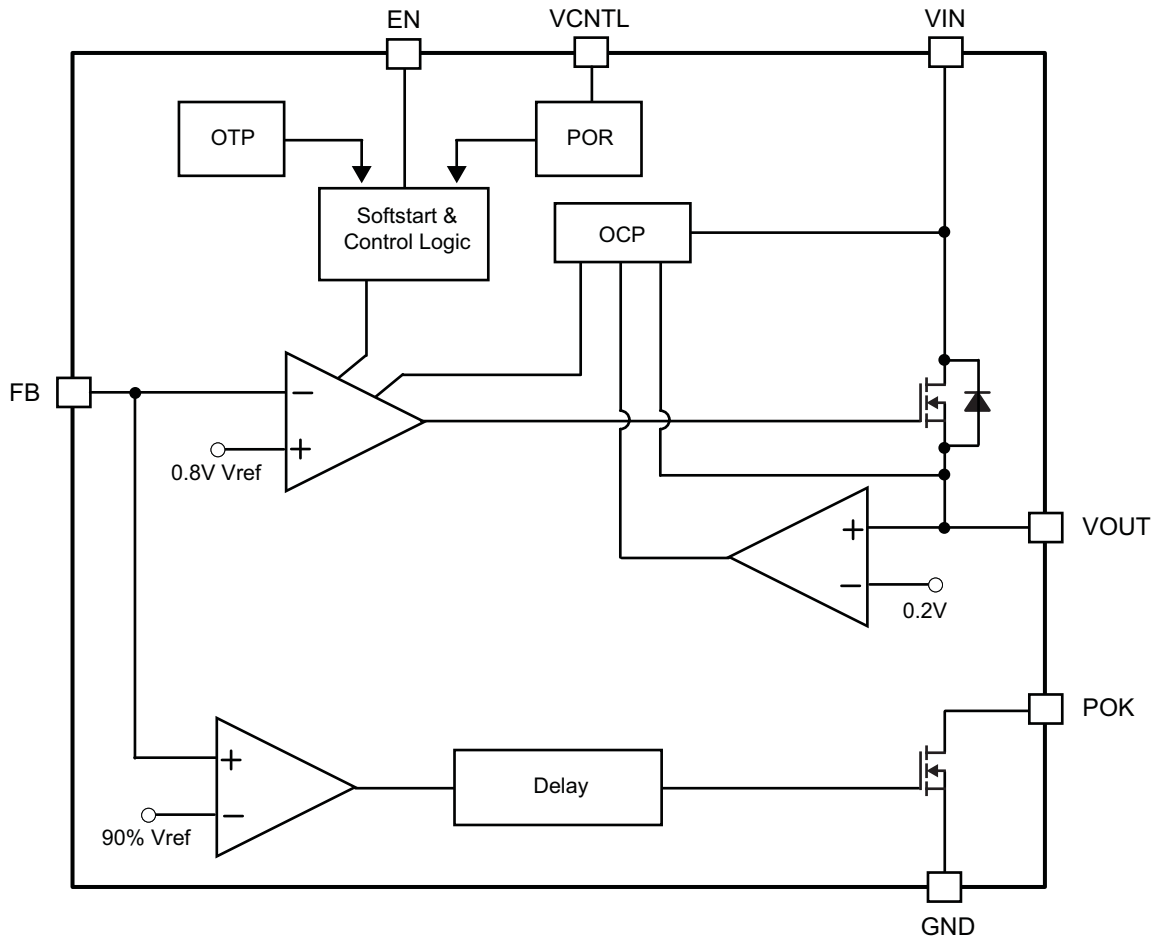 EN
VCNTL
VIN
OTP
POR
Softstart &
Control Logic
OCP
FB
−
+
0.8V Vref
+
−
0.2V
VOUT
POK
+
−
90% Vref
Delay
GND